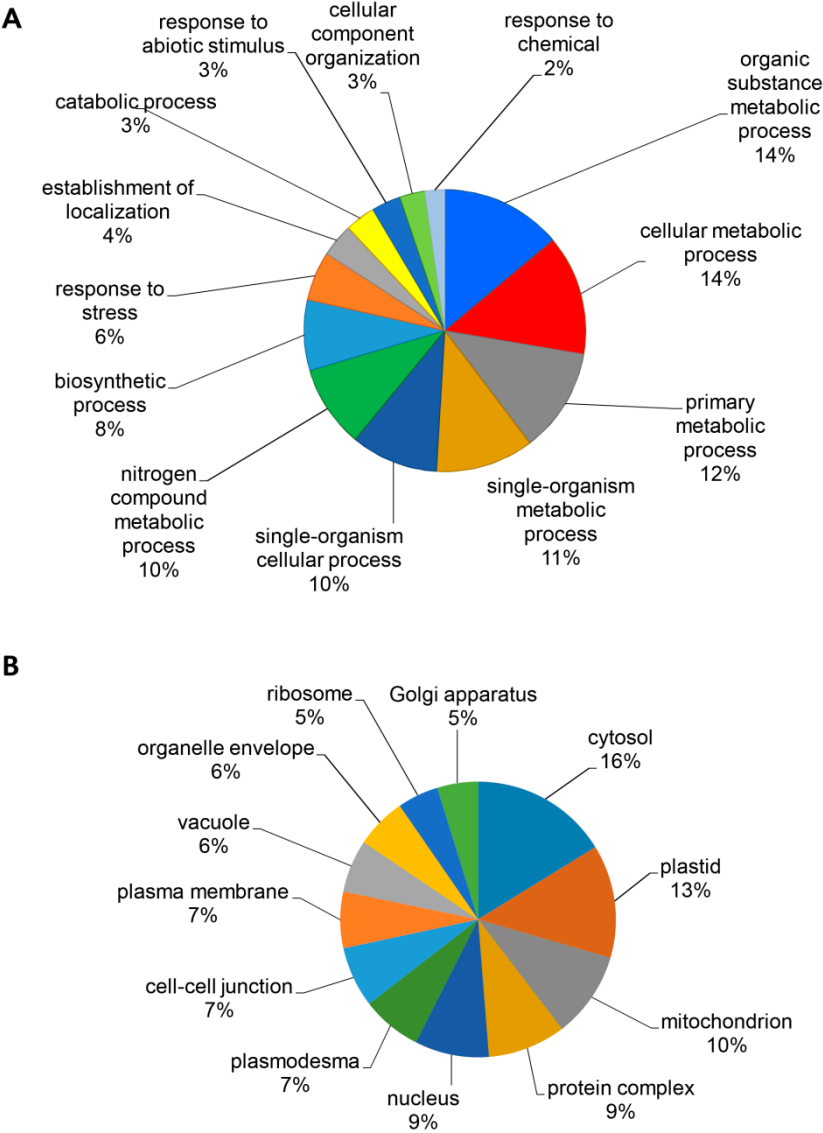 A
response to
abiotic stimulus
3%
cellular
component
organization
3%
response to
chemical
2%
organic
substance
metabolic
process
14%
catabolic process
3%
establishment of
localization
4%
cellular metabolic
process
14%
response to
stress
6%
biosynthetic
process
8%
primary
metabolic
process
12%
nitrogen
compound
metabolic
process
10%
single-organism
cellular process
10%
single-organism
metabolic
process
11%
B
ribosome
5%
Golgi apparatus
5%
cytosol
16%
organelle envelope
6%
vacuole
6%
plastid
13%
plasma membrane
7%
cell-cell junction
7%
mitochondrion
10%
plasmodesma
7%
nucleus
9%
protein complex
9%